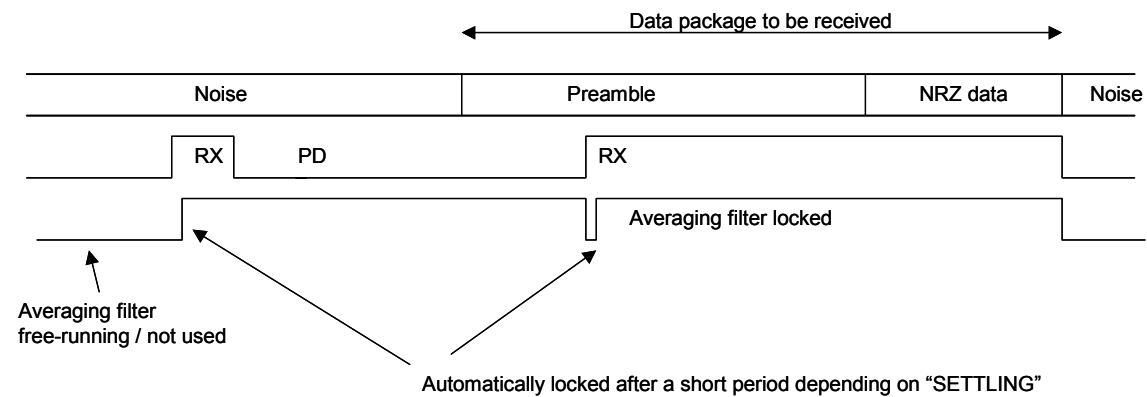 Data package to be received
Noise Preamble NRZ data Noise
RX PD RX
Averaging filter locked
Averaging filter
free-running / not used
Automatically locked after a short period depending on “SETTLING”